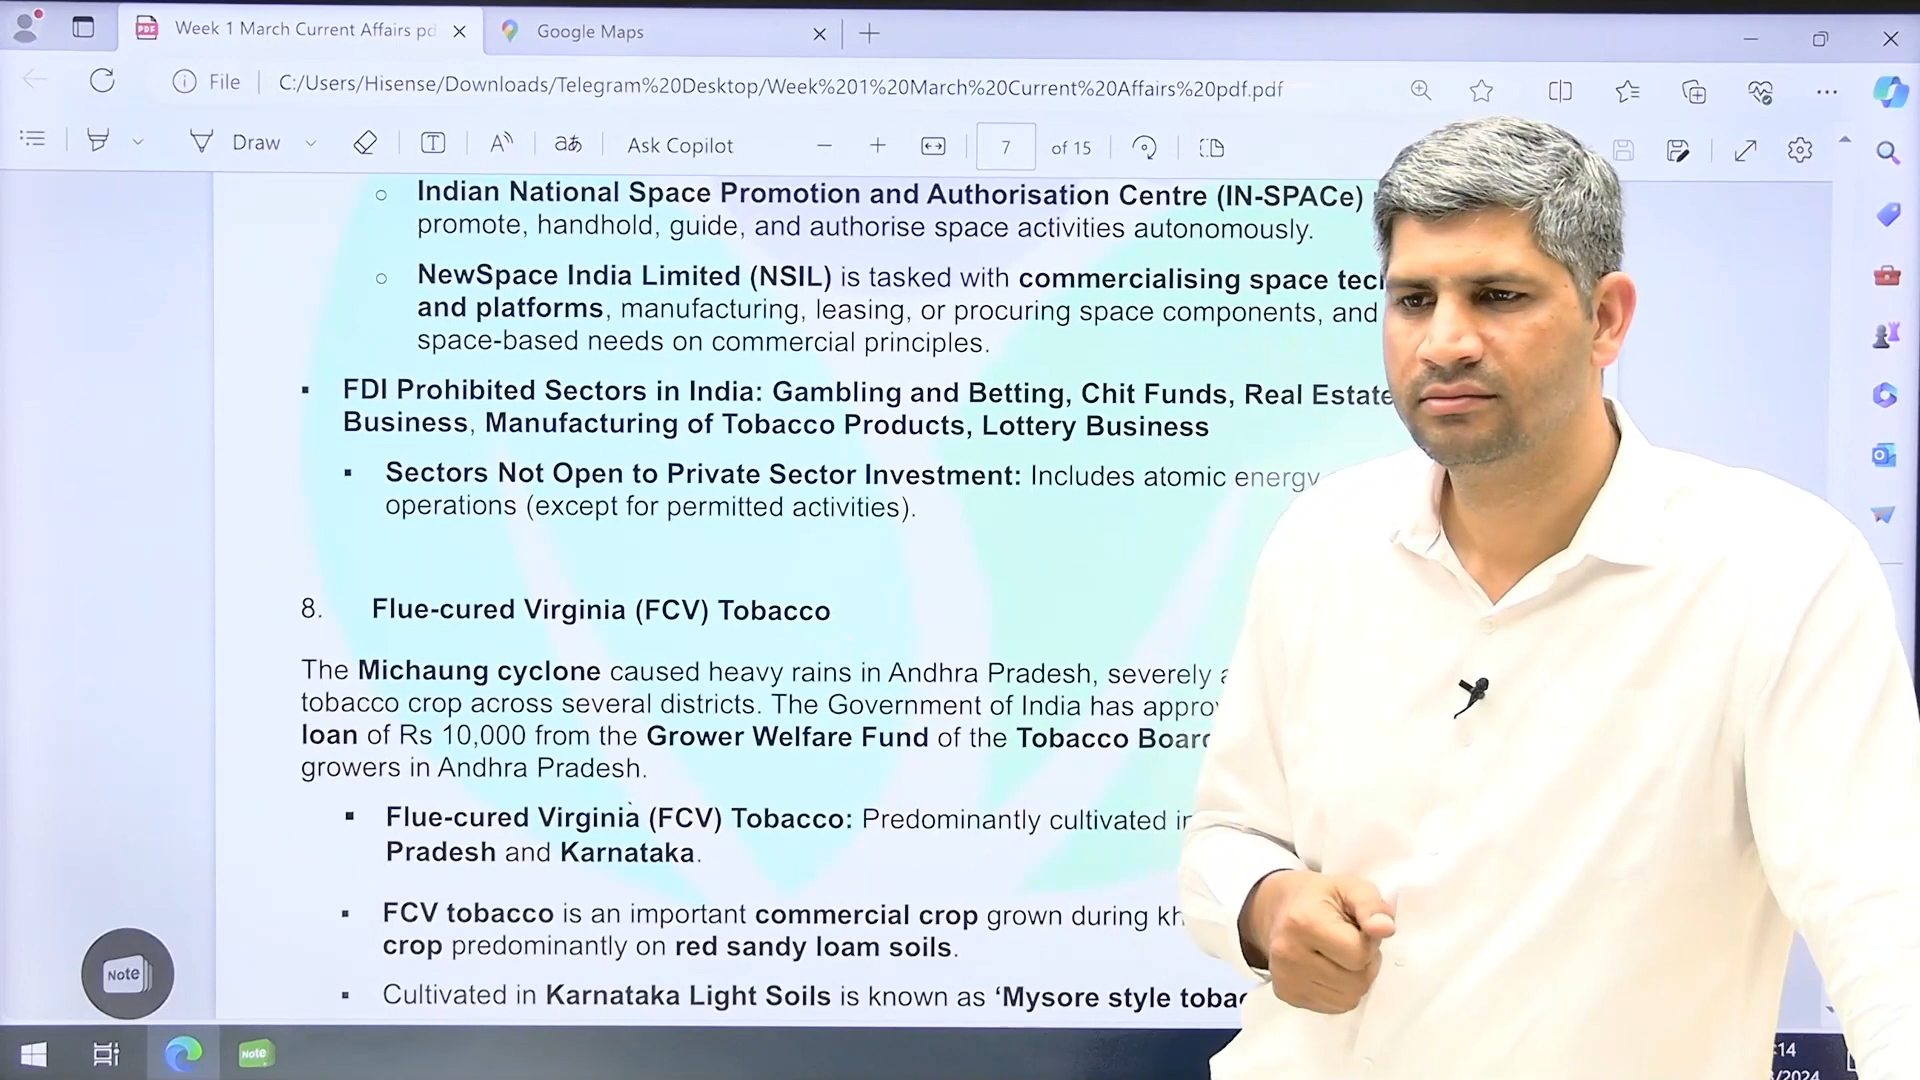 Week 1 March Current Affairs pd
Google Maps
File
C:/Users/Hisense/Downloads/Telegram%20Desktop/Week%201%20March%20Current%20Affairs%20pdf.pdf
Draw
Ask Copilot
7
of 15
Indian National Space Promotion and Authorisation Centre (IN-SPACe)
promote, handhold, guide, and authorise space activities autonomously.
NewSpace India Limited (NSIL) is tasked with commercialising space
and platforms, manufacturing, leasing, or procuring space components, and
space-based needs on commercial principles.
FDI Prohibited Sectors in India: Gambling and Betting, Chit Funds, Real Estate
Business, Manufacturing of Tobacco Products, Lottery Business
Sectors Not Open to Private Sector Investment: Includes atomic energy
operations (except for permitted activities).
8. Flue-cured Virginia (FCV) Tobacco
The Michaung cyclone caused heavy rains in Andhra Pradesh, severely
tobacco crop across several districts. The Government of India has
loan of Rs 10,000 from the Grower Welfare Fund of the Tobacco Board
growers in Andhra Pradesh.
Flue-cured Virginia (FCV) Tobacco: Predominantly cultivated in
Pradesh and Karnataka.
FCV tobacco is an important commercial crop grown during
crop predominantly on red sandy loam soils.
Cultivated in Karnataka Light Soils is known as ‘Mysore style
Note
Note
:14
/2024